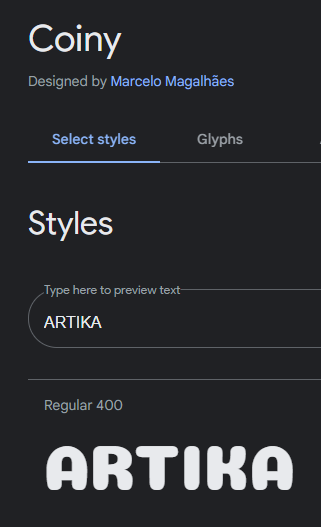 Coiny
Designed by Marcelo Magalhães
Select styles Glyphs
Styles
Type here to preview text
ARTIKA
Regular 400
ARTIKA